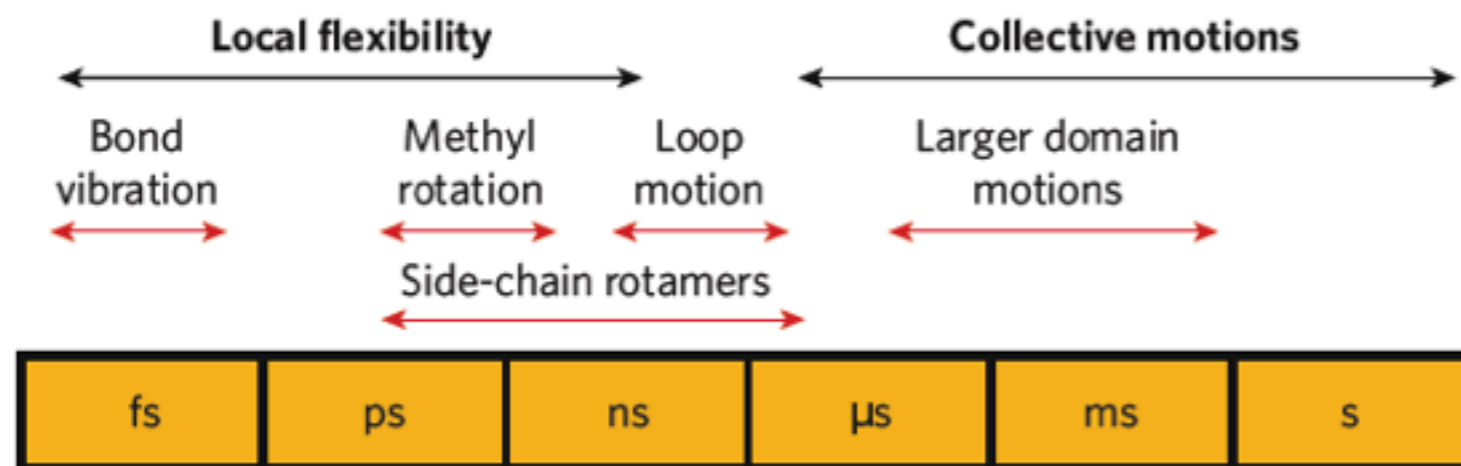 Local flexibility
Collective motions
Bond
vibration
Methyl
rotation
Loop
motion
Larger domain
motions
Side-chain rotamers
fs
ps
ns
µs
ms
s